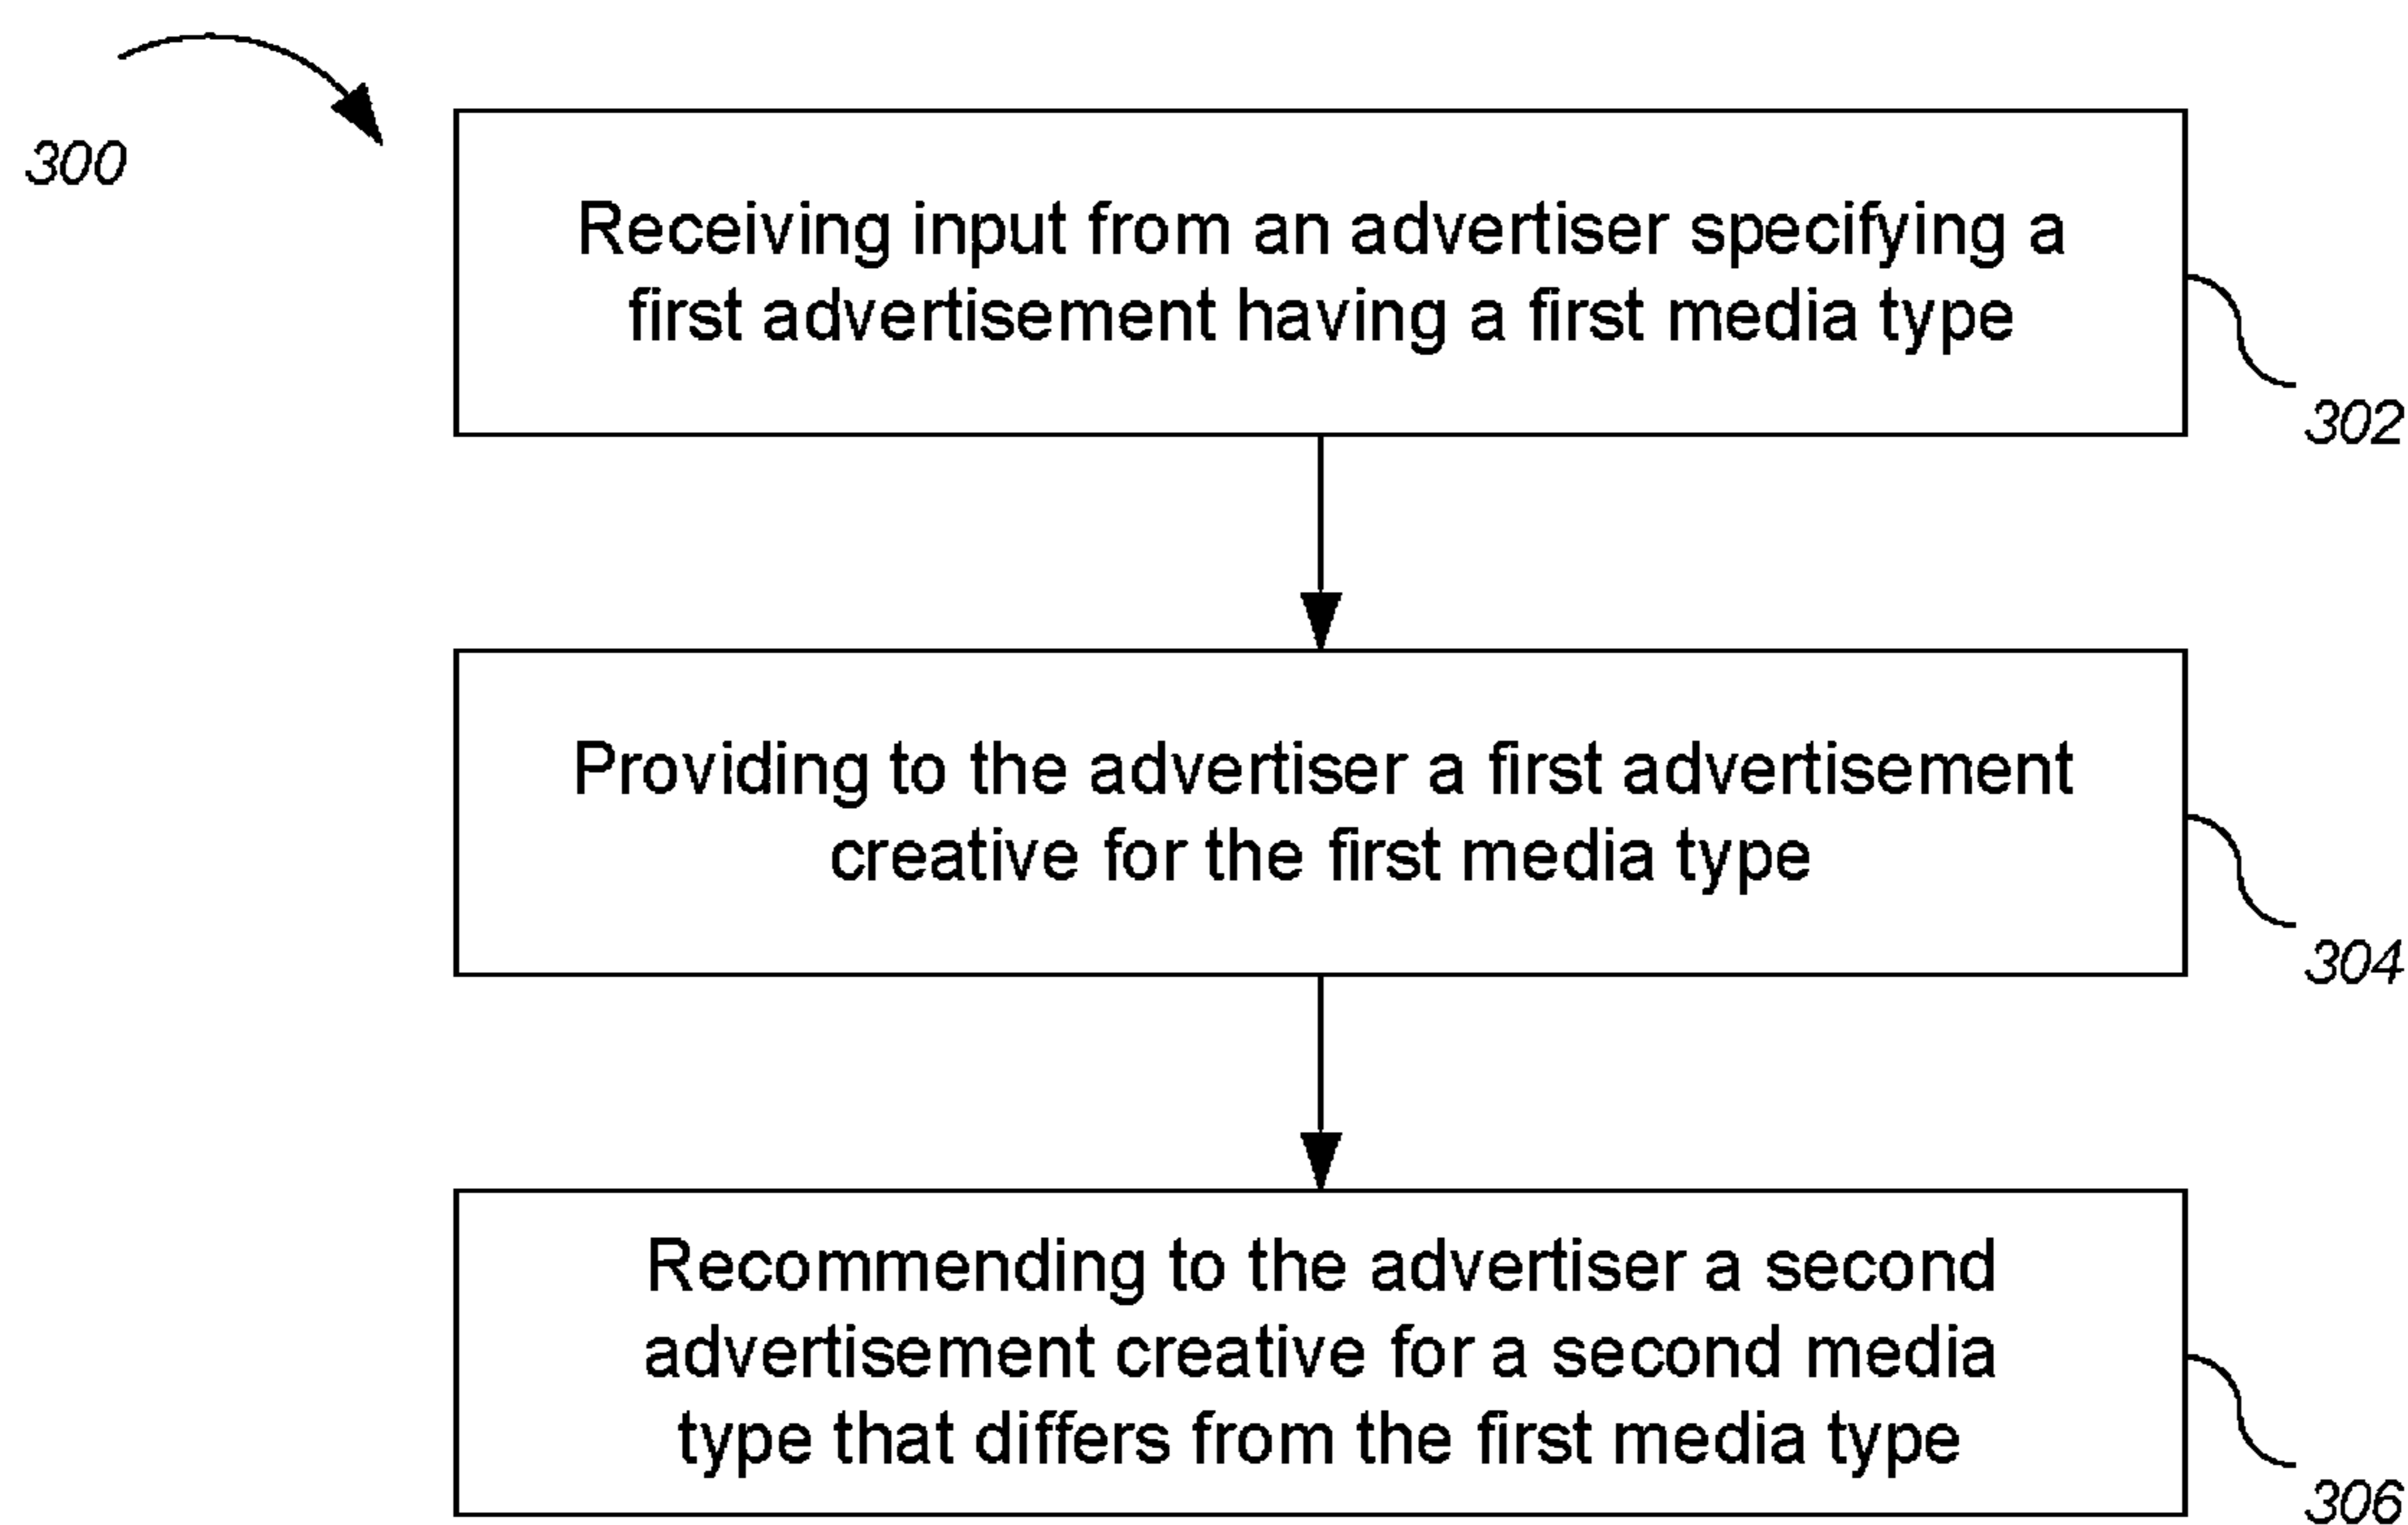 300
Receiving input from an advertiser specifying a
first advertisement having a first media type
302
Providing to the advertiser a first advertisement
creative for the first media type
304
Recommending to the advertiser a second
advertisement creative for a second media
type that differs from the first media type
306